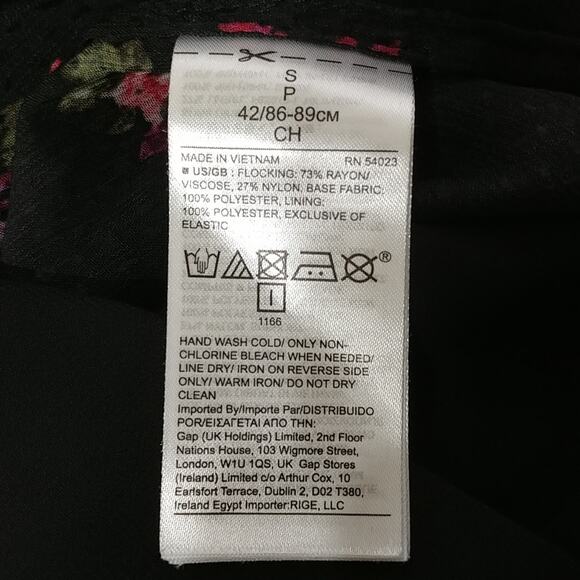 S
P
42/86-89CM
CH
MADE IN VIETNAM RN 54023
US/GB : FLOCKING: 73% RAYON/
VISCOSE, 27% NYLON, BASE FABRIC:
100% POLYESTER, LINING:
100% POLYESTER, EXCLUSIVE OF
ELASTIC
®
1166
HAND WASH COLD/ ONLY NON-
CHLORINE BLEACH WHEN NEEDED/
LINE DRY/ IRON ON REVERSE SIDE
ONLY/ WARM IRON/ DO NOT DRY
CLEAN
Imported By/Importe Par/DISTRIBUIDO
POR/ΕΙΣΑΓΕΤΑΙ ΑΠΟ ΤΗΝ:
Gap (UK Holdings) Limited, 2nd Floor
Nations House, 103 Wigmore Street,
London, W1U 1QS, UK Gap Stores
(Ireland) Limited c/o Arthur Cox, 10
Earlsfort Terrace, Dublin 2, D02 T380,
Ireland Egypt Importer:RIGE, LLC